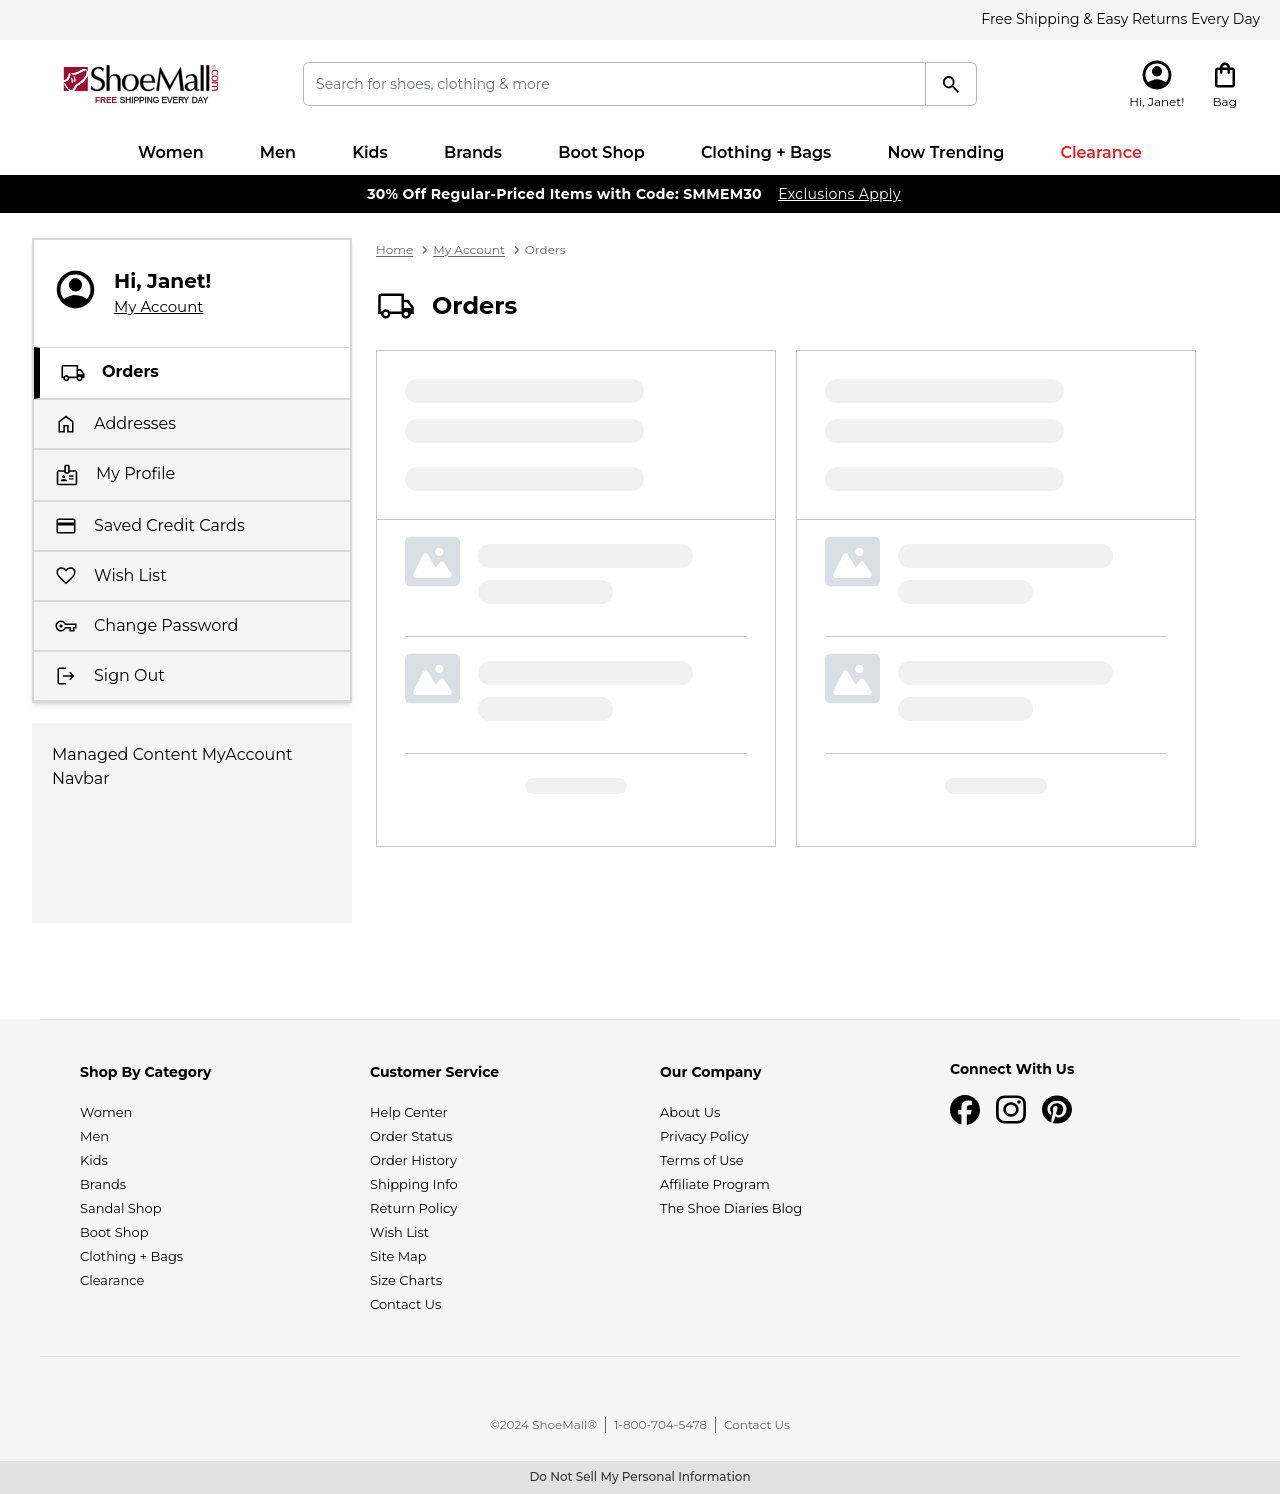 Free Shipping & Easy Returns Every Day
ShoeMall.com
FREE SHIPPING EVERY DAY
Search for shoes, clothing & more
Hi, Janet!
Bag
Women
Men
Kids
Brands
Boot Shop
Clothing + Bags
Now Trending
Clearance
30% Off Regular-Priced Items with Code: SMMEM30 Exclusions Apply
Hi, Janet!
My Account
Orders
Addresses
My Profile
Saved Credit Cards
Wish List
Change Password
Sign Out
Managed Content MyAccount
Navbar
Home > My Account > Orders
Orders
Shop By Category
Women
Men
Kids
Brands
Sandal Shop
Boot Shop
Clothing + Bags
Clearance
Customer Service
Help Center
Order Status
Order History
Shipping Info
Return Policy
Wish List
Site Map
Size Charts
Contact Us
Our Company
About Us
Privacy Policy
Terms of Use
Affiliate Program
The Shoe Diaries Blog
Connect With Us
©2024 ShoeMall® | 1-800-704-5478 | Contact Us
Do Not Sell My Personal Information